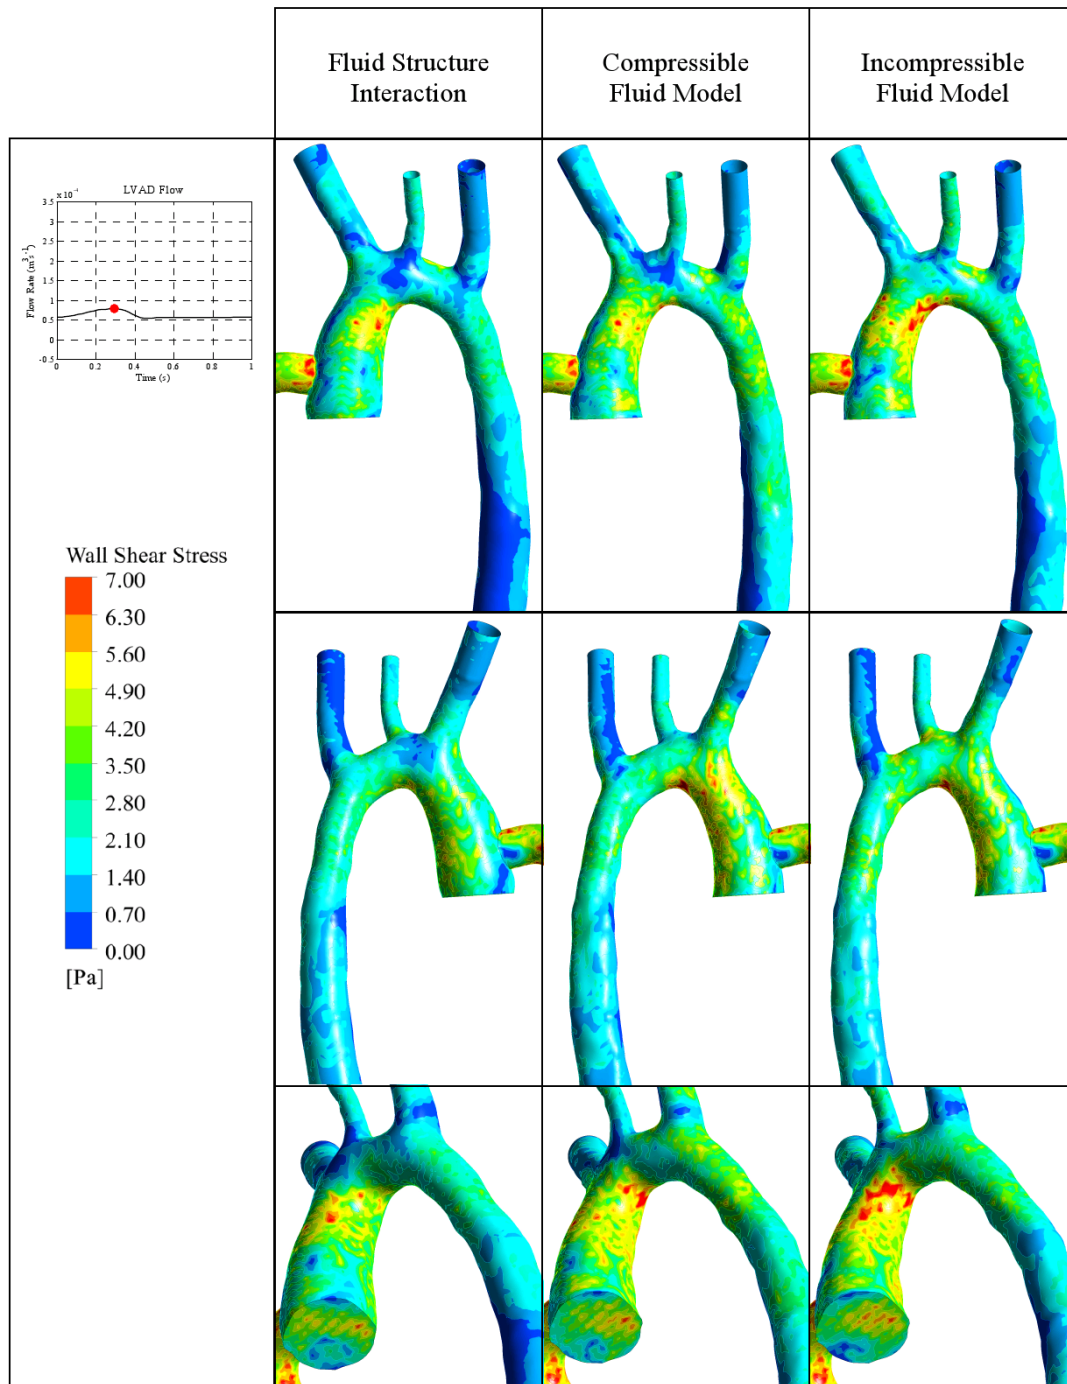 Fluid Structure
Interaction
Compressible
Fluid Model
Incompressible
Fluid Model
LVAD Flow
x 10⁻⁴
3.5
3
2.5
2
1.5
1
0.5
0
-0.5
0 0.2 0.4 0.6 0.8 1
Flow Rate (m³s⁻¹)
Time (s)
Wall Shear Stress
7.00
6.30
5.60
4.90
4.20
3.50
2.80
2.10
1.40
0.70
0.00
[Pa]